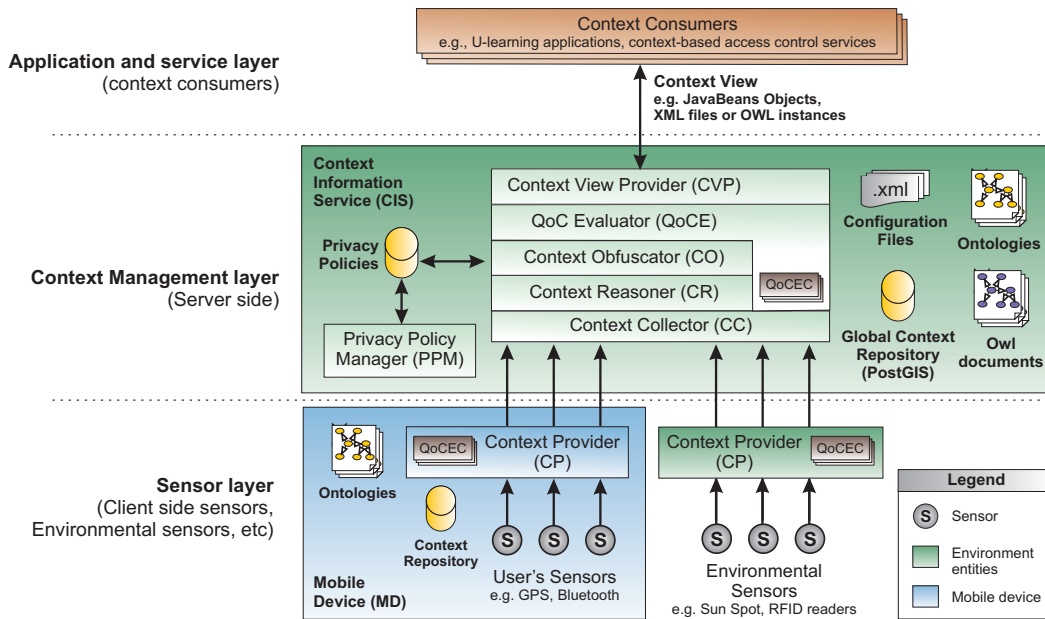 Context Consumers
e.g., U-learning applications, context-based access control services
Application and service layer
(context consumers)
Context View
e.g. JavaBeans Objects,
XML files or OWL instances
Context
Information
Service (CIS)
Context View Provider (CVP)
QoC Evaluator (QoCE)
Context Obfuscator (CO)
Context Reasoner (CR)
Context Collector (CC)
QoCEC
Privacy
Policies
Privacy Policy
Manager (PPM)
.xml
Configuration
Files
Ontologies
Global Context
Repository
(PostGIS)
Owl
documents
Context Management layer
(Server side)
Sensor layer
(Client side sensors,
Environmental sensors, etc)
Ontologies
QoCEC
Context Provider
(CP)
Context
Repository
S
S
S
User's Sensors
e.g. GPS, Bluetooth
Mobile
Device (MD)
Context Provider
(CP)
QoCEC
S
S
S
Environmental
Sensors
e.g. Sun Spot, RFID readers
Legend
S Sensor
Environment
entities
Mobile device